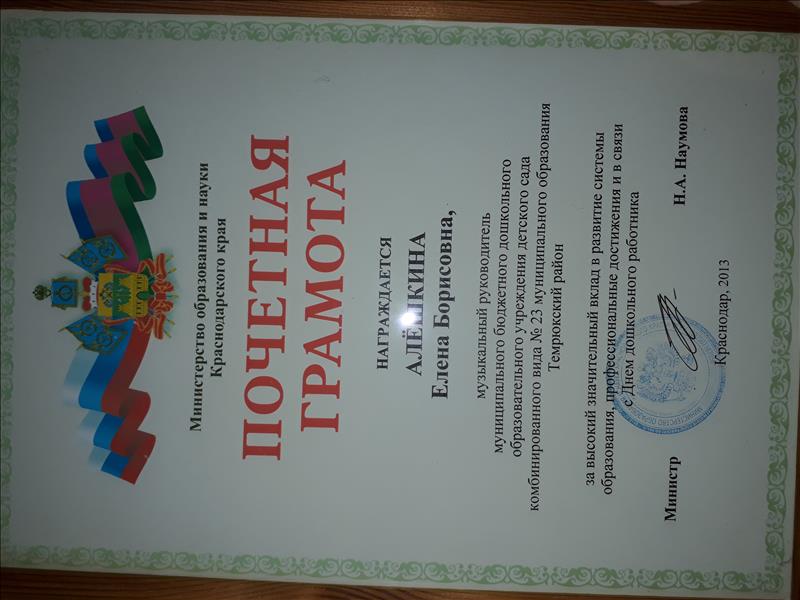 Министерство образования и науки
Краснодарского края
ПОЧЕТНАЯ
ГРАМОТА
НАГРАЖДАЕТСЯ
АЛЁШКИНА
Елена Борисовна,
музыкальный руководитель
муниципального бюджетного дошкольного
образовательного учреждения детского сада
комбинированного вида № 23 муниципального образования
Темрюкский район
за высокий значительный вклад в развитие системы
образования, профессиональные достижения и в связи
с Днем дошкольного работника
Министр Н.А. Наумова
Краснодар, 2013